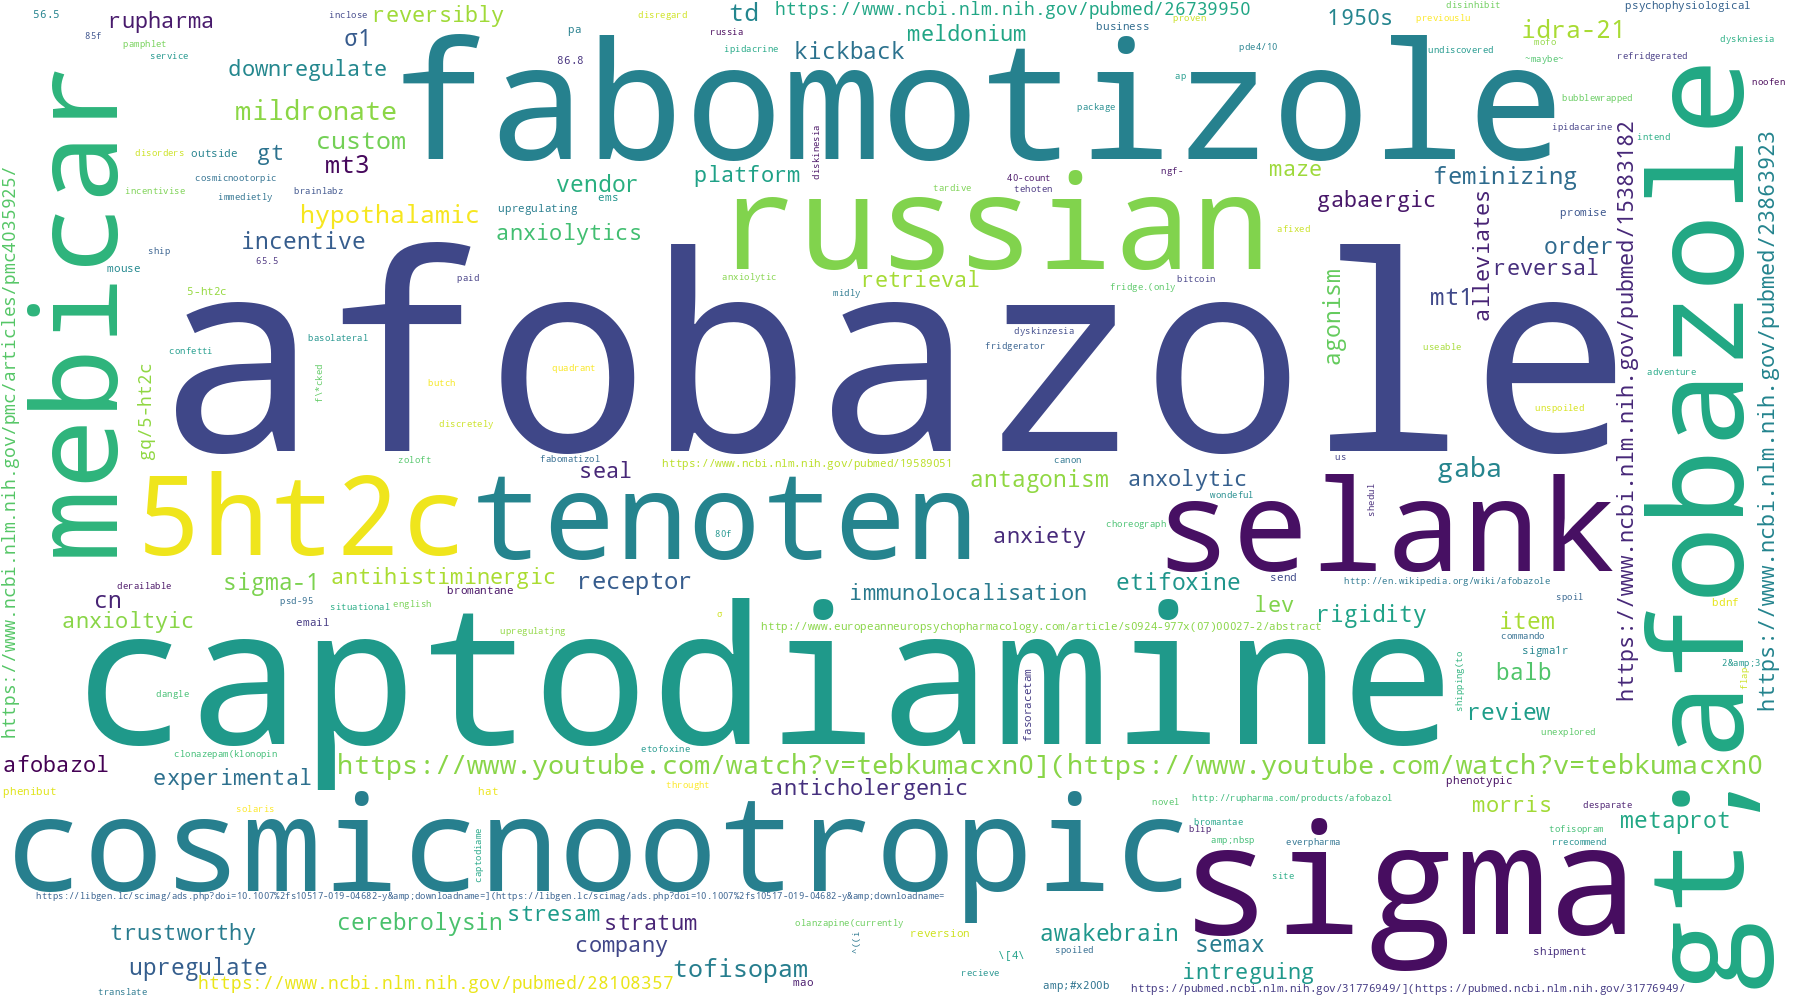 56.5
rupharma
inclose
reversibly
disregard
td
https://www.ncbi.nlm.nih.gov/pubmed/26739950
proven
1950s
previouslu
disinhibit
psychophysiological
85f
pamphlet
service
σ1
pa
russia
business
meldonium
idra-21
mofo
dyskniesia
downregulate
86.8
ipidacrine
kickback
pde4/10
undiscovered
~maybe~
refridgerated
fabomotizole
ap
noofen
mebicar
mildronate
custom
package
bubblewrapped
ipidacarine
intend
disorders
outside
gt
mt3
diskinesia
https://www.ncbi.nlm.nih.gov/pubmed/15383182
https://www.ncbi.nlm.nih.gov/pubmed/23863923
https://www.ncbi.nlm.nih.gov/pmc/articles/pmc4035925/
cosmicnootorpic
incentivise
immedietly
brainlabz
vendor
ems
platform
tardive
40-count
tehoten
ngf-
maze
feminizing
gabaergic
alleviates
promise
hypothalamic
upregulating
anxiolytics
russian
afixed
order
reversal
ship
incentive
65.5
mouse
paid
anxiolytic
retrieval
midly
bitcoin
fridge.(only
agonism
mt1
5-ht2c
afobazole
basolateral
confetti
dyskinzesia
fridgerator
useable
gt;afobazole
adventure
gq/5-ht2c
f\*cked
butch
quadrant
discretely
unspoiled
zoloft
fabomatizol
seal
https://www.ncbi.nlm.nih.gov/pubmed/19589051
canon
us
5ht2c
tenoten
80f
antagonism
anxolytic
wondeful
gaba
shedul
selank
anxiety
choreograph
derailable
cn
sigma-1
psd-95
antihistiminergic
situational
english
bromantane
receptor
immunolocalisation
etifoxine
send
http://en.wikipedia.org/wiki/afobazole
lev
spoil
rigidity
bdnf
anxioltyic
email
upregulatjng
σ
http://www.europeanneuropsychopharmacology.com/article/s0924-977x(07)00027-2/abstract
item
commando
sigma1r
captodiamine
dangle
fasoracetam
shipping(to
balb
2&amp;3
flap
review
unexplored
clonazepam(klonopin
etofoxine
afobazol
experimental
https://www.youtube.com/watch?v=tebkumacxn0](https://www.youtube.com/watch?v=tebkumacxn0
phenibut
solaris
hat
throught
anticholergenic
novel
http://rupharma.com/products/afobazol
phenotypic
morris
desparate
cosmicnootropic
captodiame
bromantae
blip
amp;nbsp
everpharma
tofisopram
rrecommend
metaprot
site
sigma
https://libgen.lc/scimag/ads.php?doi=10.1007%2fs10517-019-04682-y&amp;downloadname=](https://libgen.lc/scimag/ads.php?doi=10.1007%2fs10517-019-04682-y&amp;downloadname=
trustworthy
cerebrolysin
stresam
stratum
olanzapine(currently
reversion
awakebrain
semax
shipment
company
^))i
\[4\
spoiled
upregulate
tofisopam
recieve
intreguing
translate
https://www.ncbi.nlm.nih.gov/pubmed/28108357
mao
amp;#x200b
https://pubmed.ncbi.nlm.nih.gov/31776949/](https://pubmed.ncbi.nlm.nih.gov/31776949/